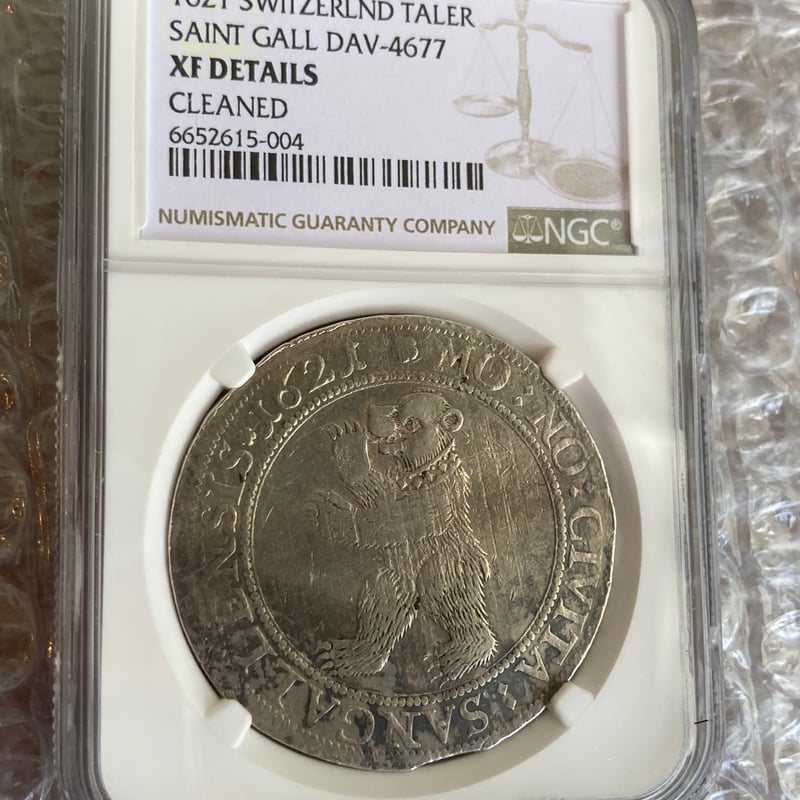 1621 SWITZERLND TALER
SAINT GALL DAV-4677
XF DETAILS
CLEANED
6652615-004
NUMISMATIC GUARANTY COMPANY
NGC®
MO: NO: CIVITA: SANGALLENSIS*1621